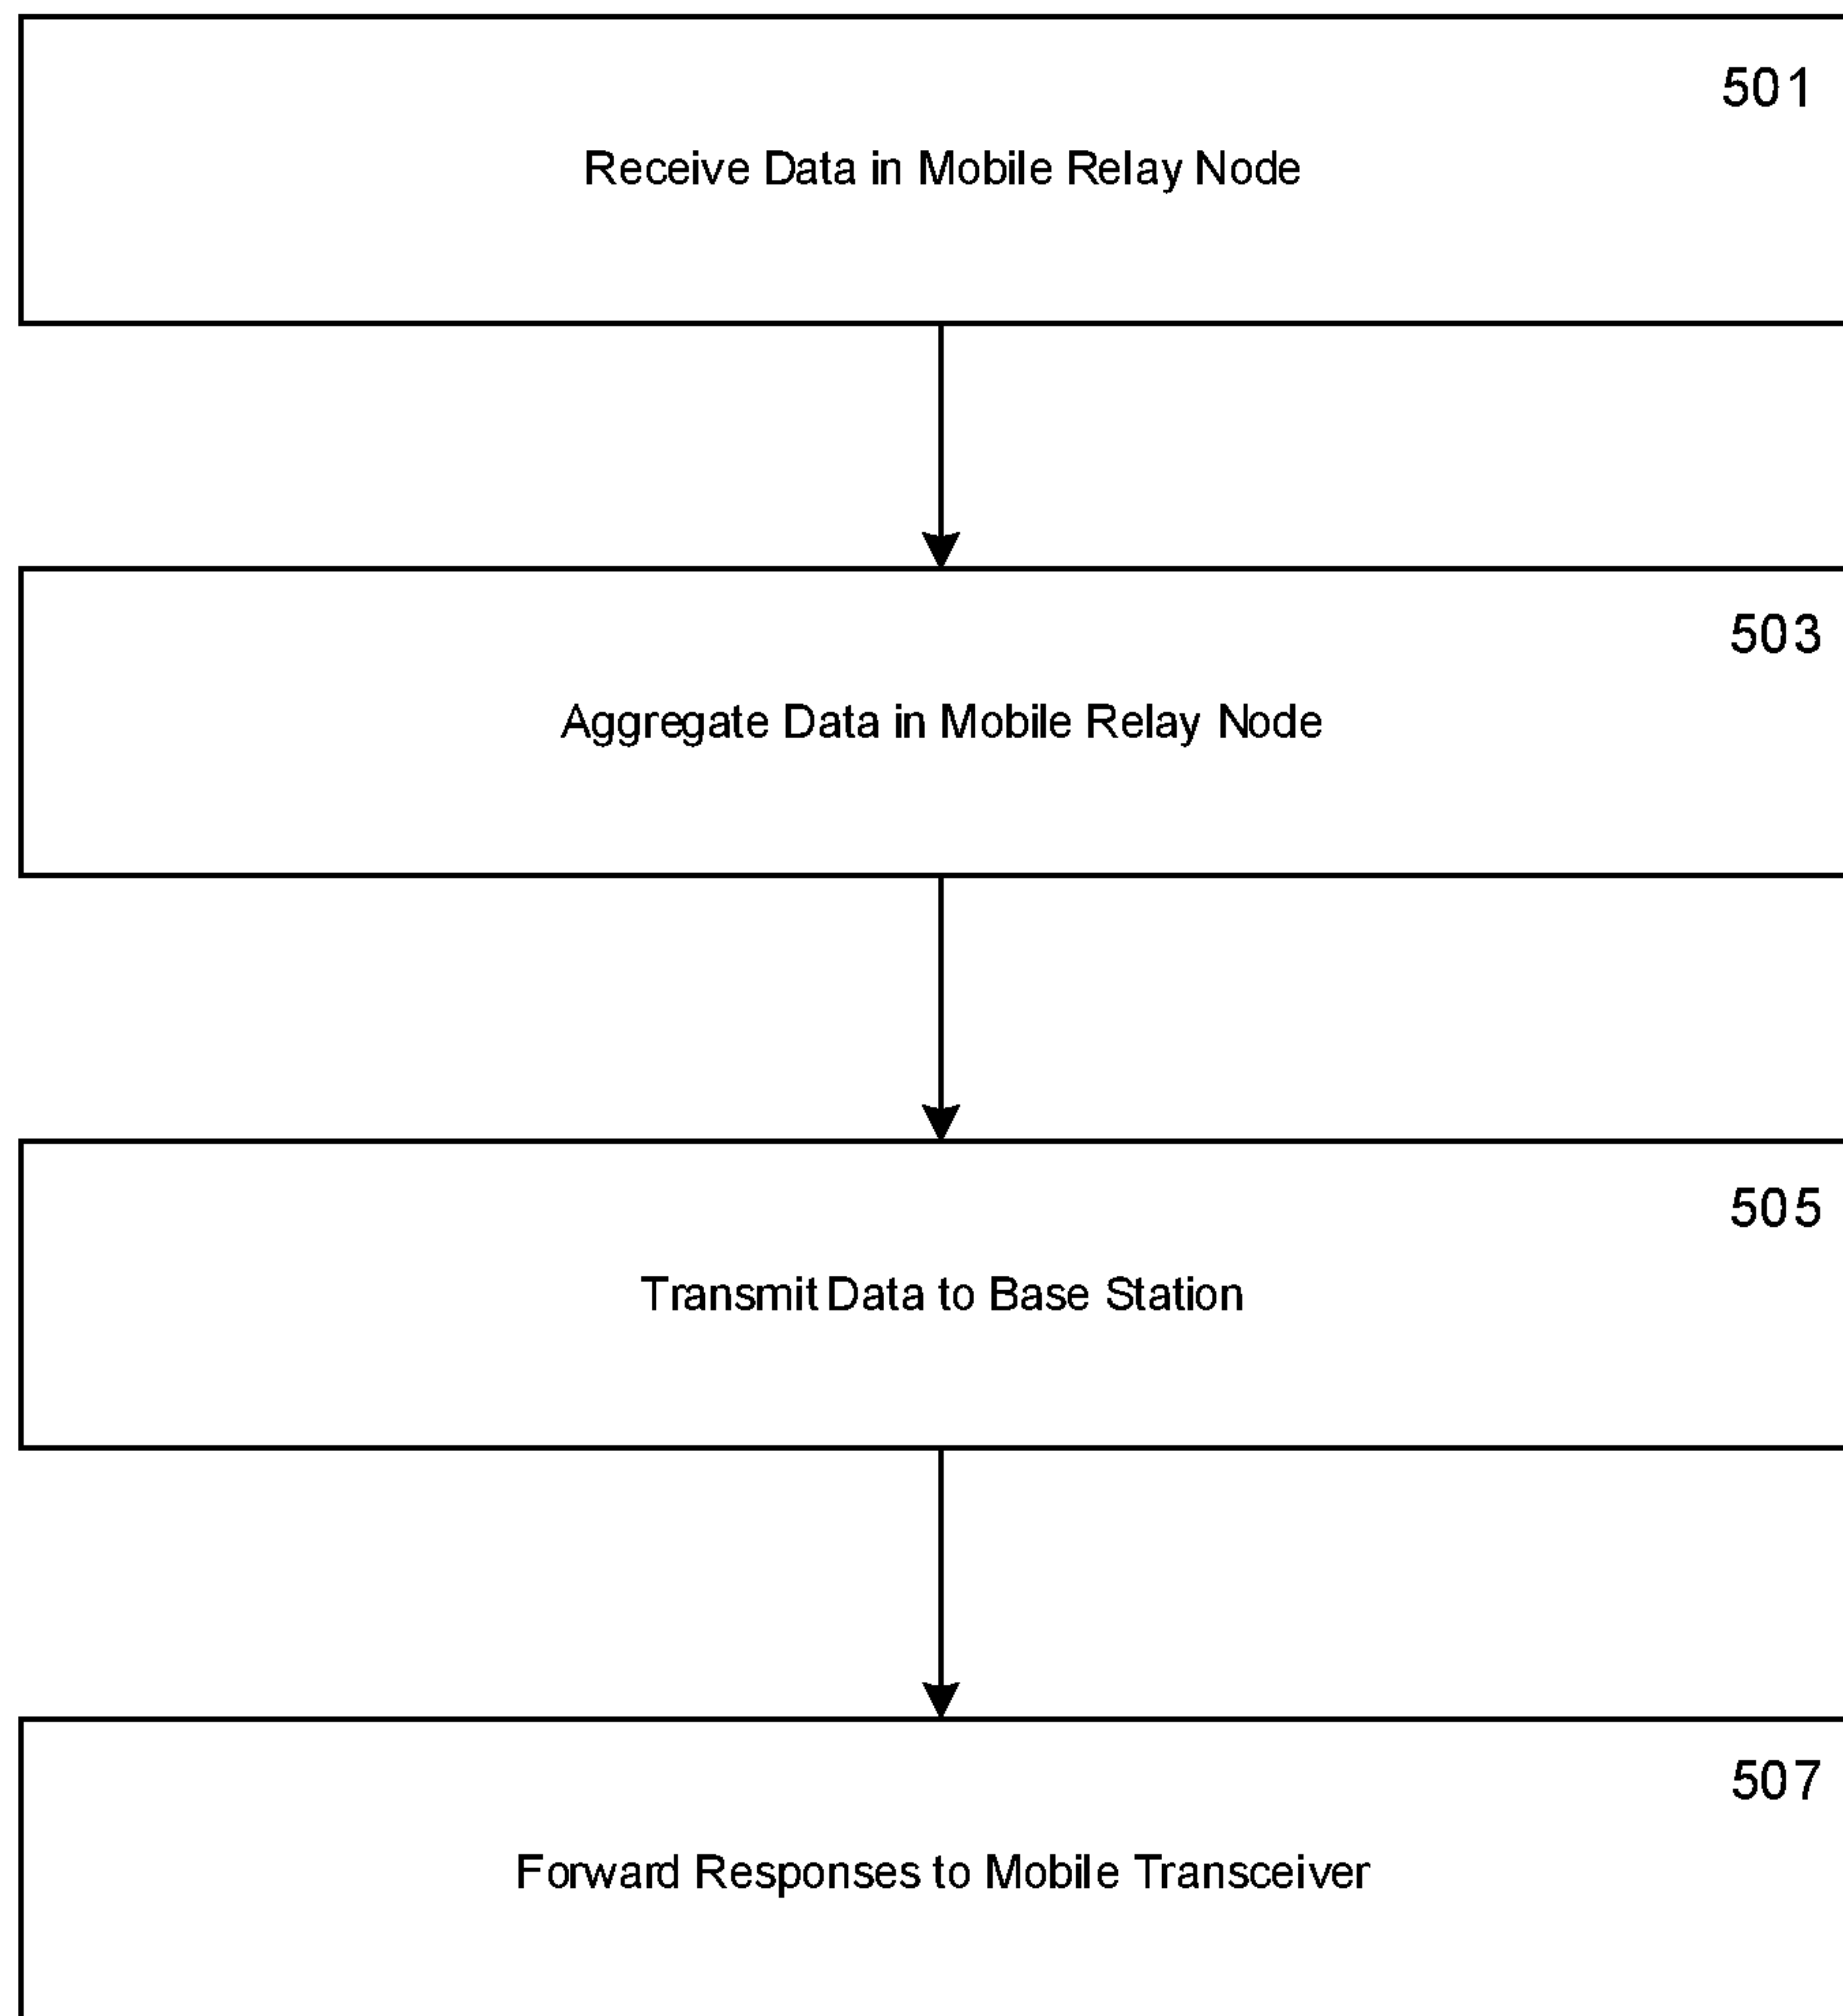 501
Receive Data in Mobile Relay Node
503
Aggregate Data in Mobile Relay Node
505
Transmit Data to Base Station
507
Forward Responses to Mobile Transceiver